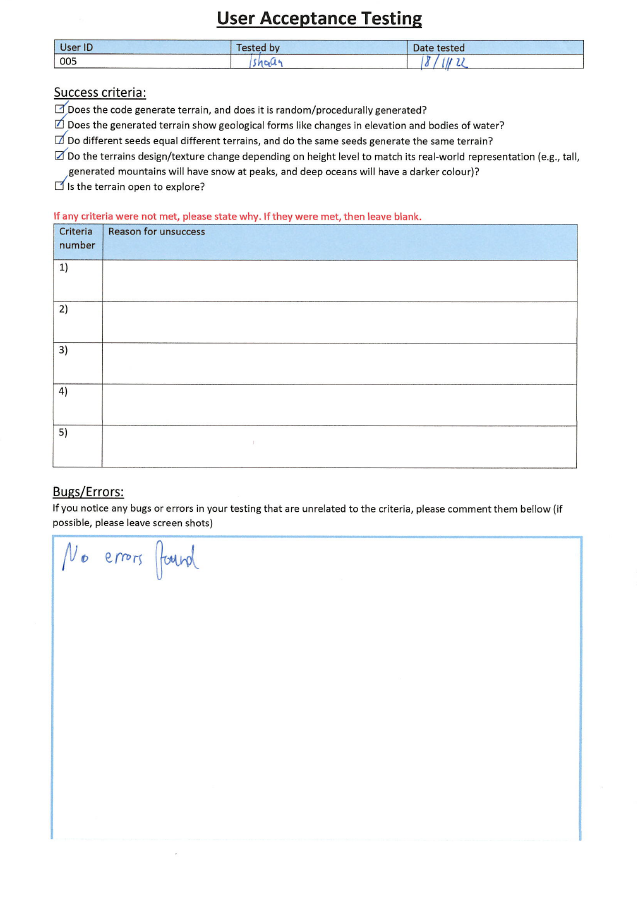 User Acceptance Testing
User ID Tested by Date tested
005 Ishaan 18/11/22
Success criteria:
☑ Does the code generate terrain, and does it is random/procedurally generated?
☑ Does the generated terrain show geological forms like changes in elevation and bodies of water?
☑ Do different seeds equal different terrains, and do the same seeds generate the same terrain?
☑ Do the terrains design/texture change depending on height level to match its real-world representation (e.g., tall,
generated mountains will have snow at peaks, and deep oceans will have a darker colour)?
☑ Is the terrain open to explore?
If any criteria were not met, please state why. If they were met, then leave blank.
Criteria number Reason for unsuccess
1)
2)
3)
4)
5)
Bugs/Errors:
If you notice any bugs or errors in your testing that are unrelated to the criteria, please comment them bellow (if
possible, please leave screen shots)
No errors found